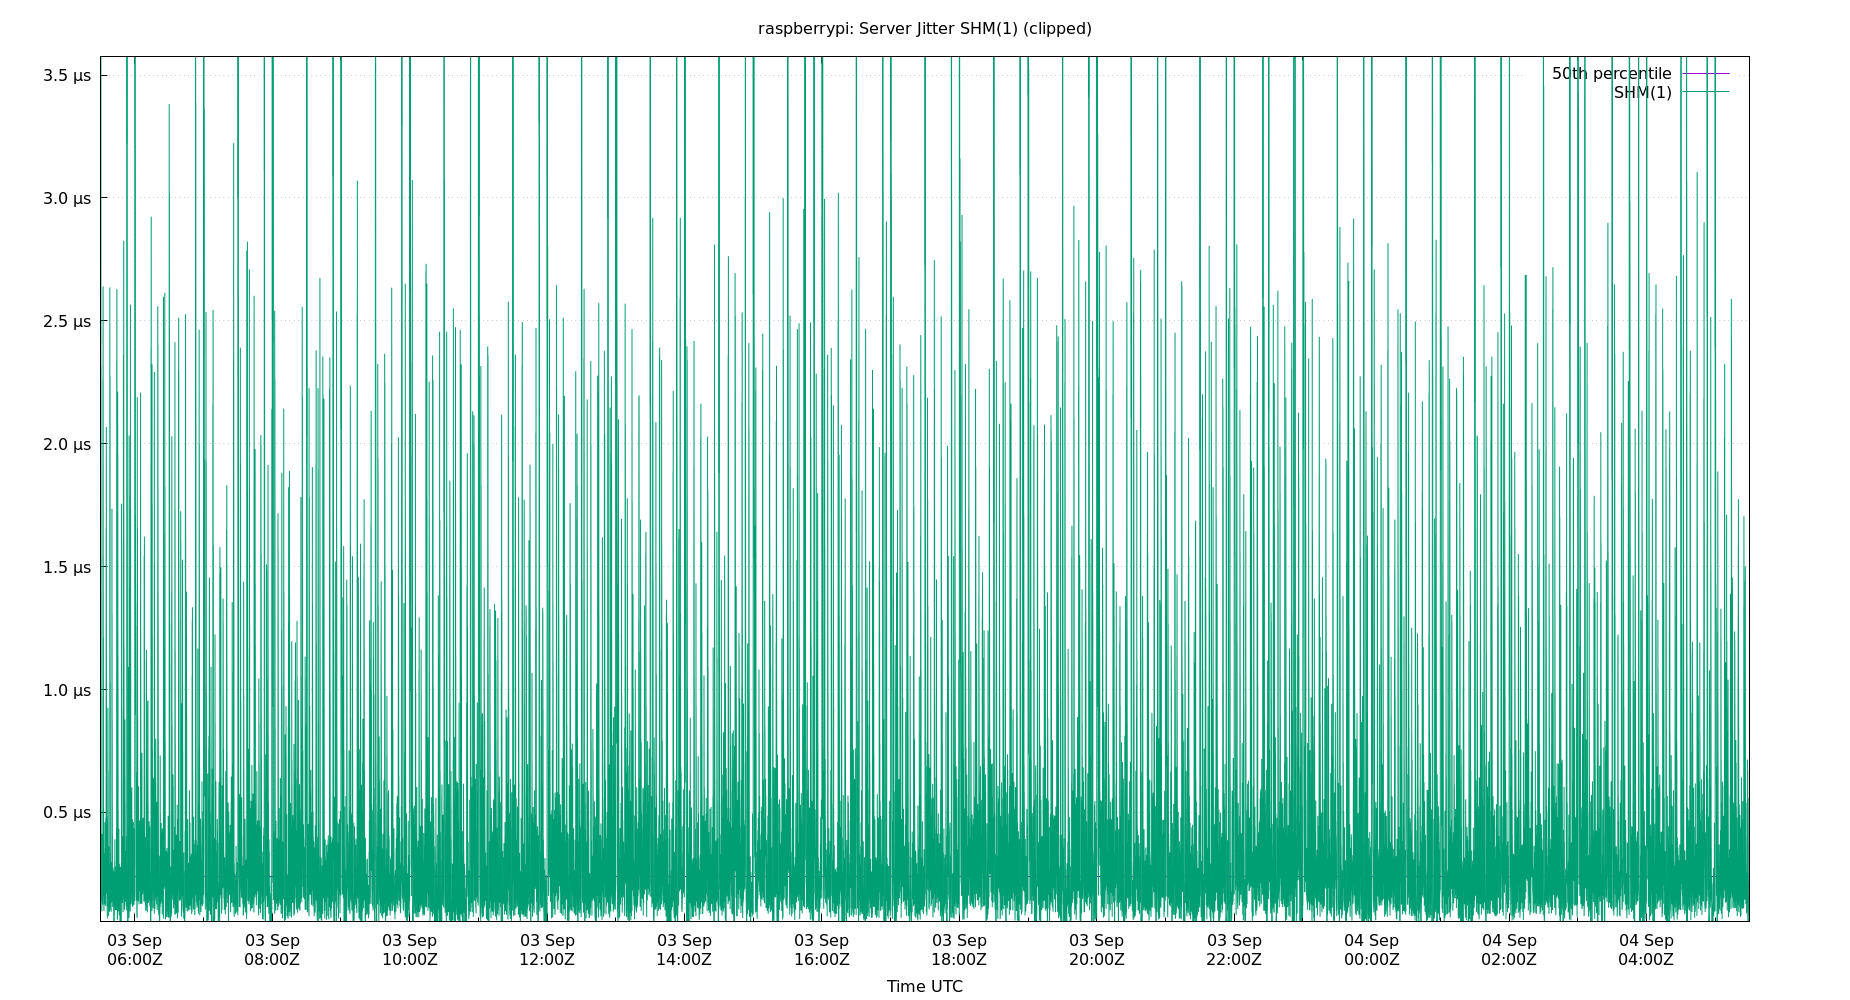 raspberrypi: Server Jitter SHM(1) (clipped)
3.5 μs
3.0 μs
2.5 μs
2.0 μs
1.5 μs
1.0 μs
0.5 μs
50th percentile
SHM(1)
03 Sep 03 Sep 03 Sep 03 Sep 03 Sep 03 Sep 03 Sep 03 Sep 03 Sep 04 Sep 04 Sep 04 Sep
06:00Z 08:00Z 10:00Z 12:00Z 14:00Z 16:00Z 18:00Z 20:00Z 22:00Z 00:00Z 02:00Z 04:00Z
Time UTC